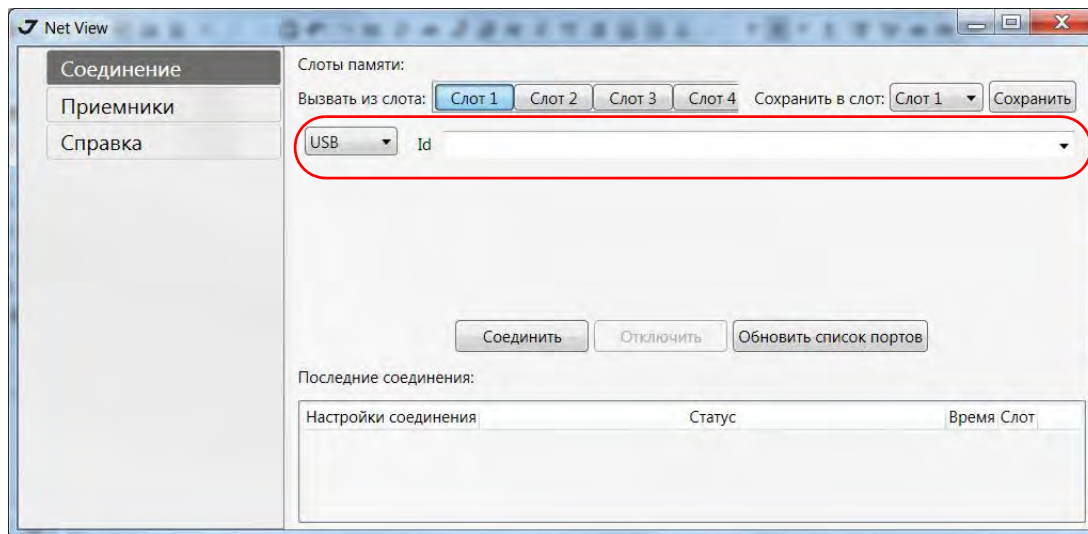 Net View
Соединение
Приемники
Справка
Слоты памяти:
Вызвать из слота: Слот 1 Слот 2 Слот 3 Слот 4 Сохранить в слот: Слот 1 Сохранить
USB Id
Соединить Отключить Обновить список портов
Последние соединения:
Настройки соединения Статус Время Слот